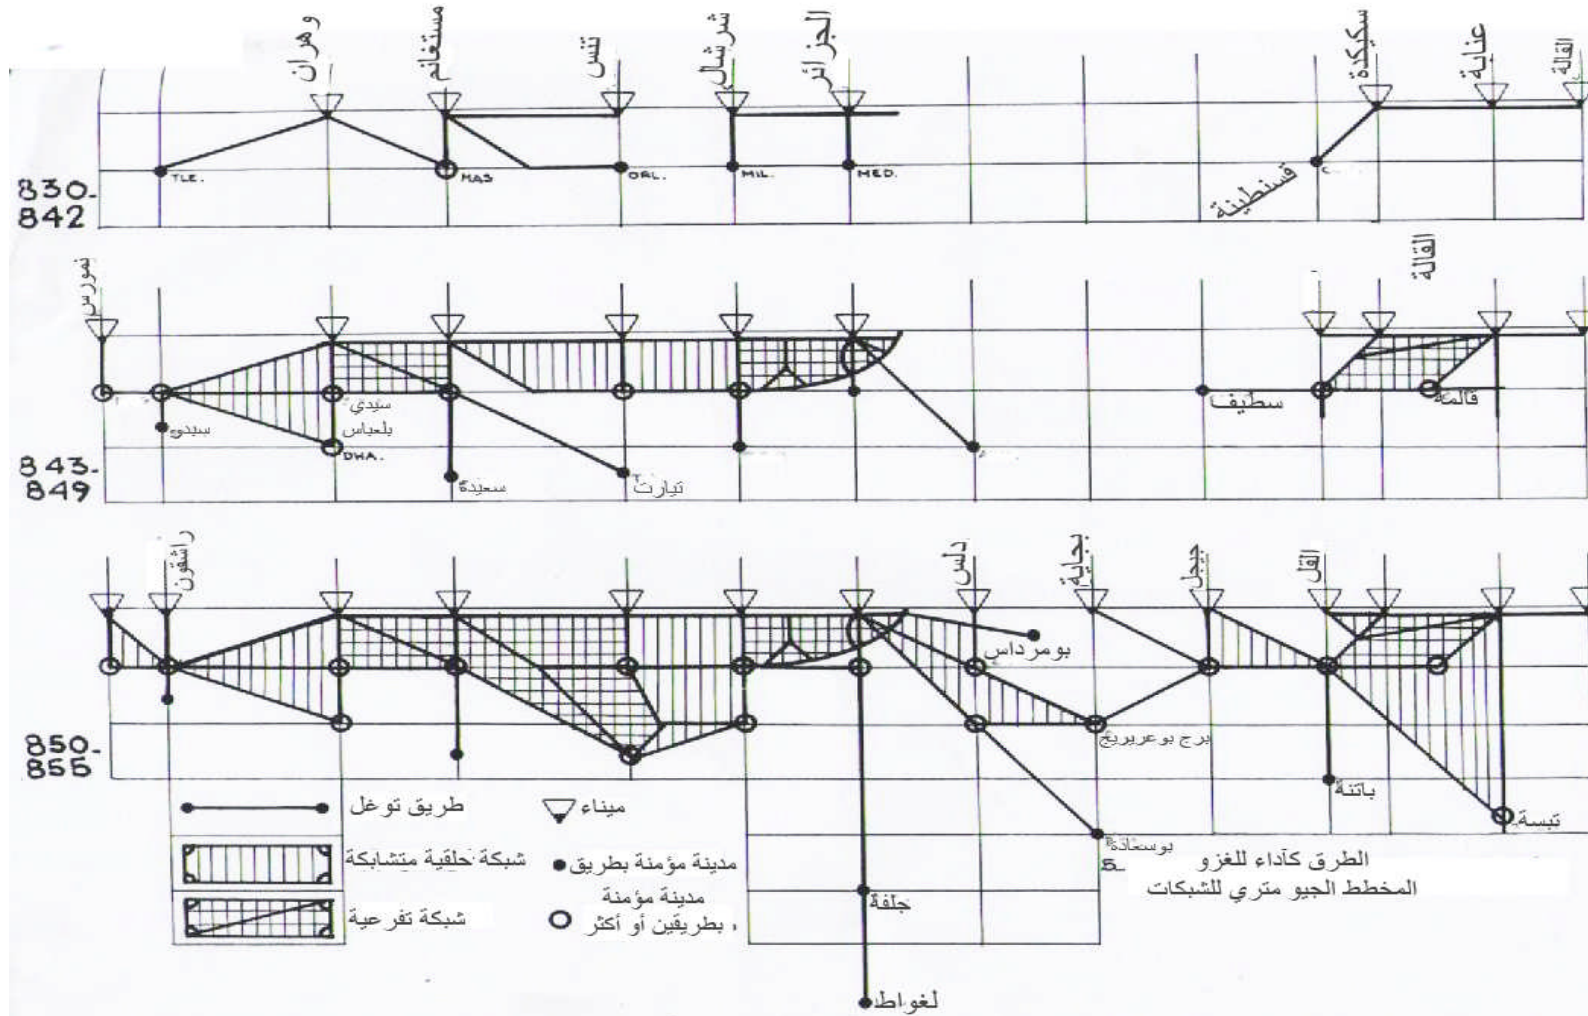 وهران
مستغانم
تنس
شرشال
الجزائر
سكيكدة
عنابة
القالة
TLE.
MAS
ORL.
MIL.
MED.
قسنطينة
830-
842
نمورس
القالة
سيدي
بلعباس
سبدو
DHA.
سعيدة
تيارت
سطيف
قالمة
843-
849
راشقون
دلس
بجاية
جيجل
القل
بومرداس
برج بوعريريج
باتنة
تبسة
بوسعادة
850-
855
طريق توغل
ميناء
شبكة حلقية متشابكة
مدينة مؤمنة بطريق
شبكة تفرعية
مدينة مؤمنة
بطريقين أو أكثر
الطرق كآداء للغزو
المخطط الجيو متري للشبكات
جلفة
لغواط